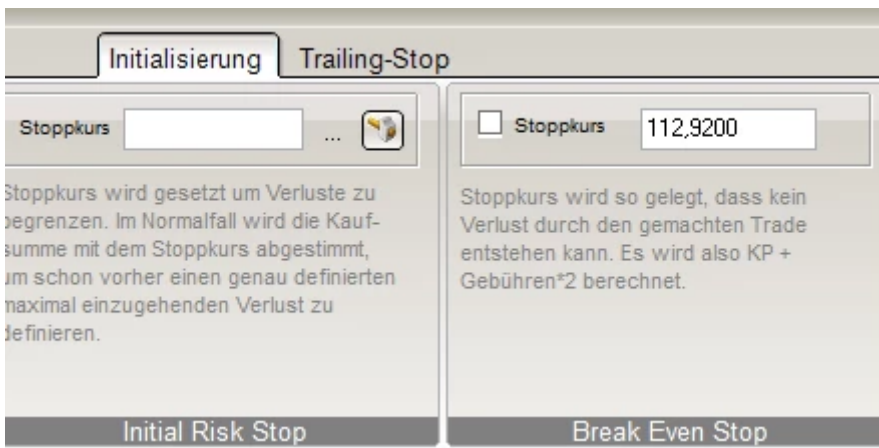 Initialisierung Trailing-Stop
Stoppkurs ...
Stoppkurs wird gesetzt um Verluste zu
begrenzen. Im Normalfall wird die Kauf-
summe mit dem Stoppkurs abgestimmt,
um schon vorher einen genau definierten
maximal einzugehenden Verlust zu
definieren.
Initial Risk Stop
Stoppkurs 112,9200
Stoppkurs wird so gelegt, dass kein
Verlust durch den gemachten Trade
entstehen kann. Es wird also KP +
Gebühren*2 berechnet.
Break Even Stop